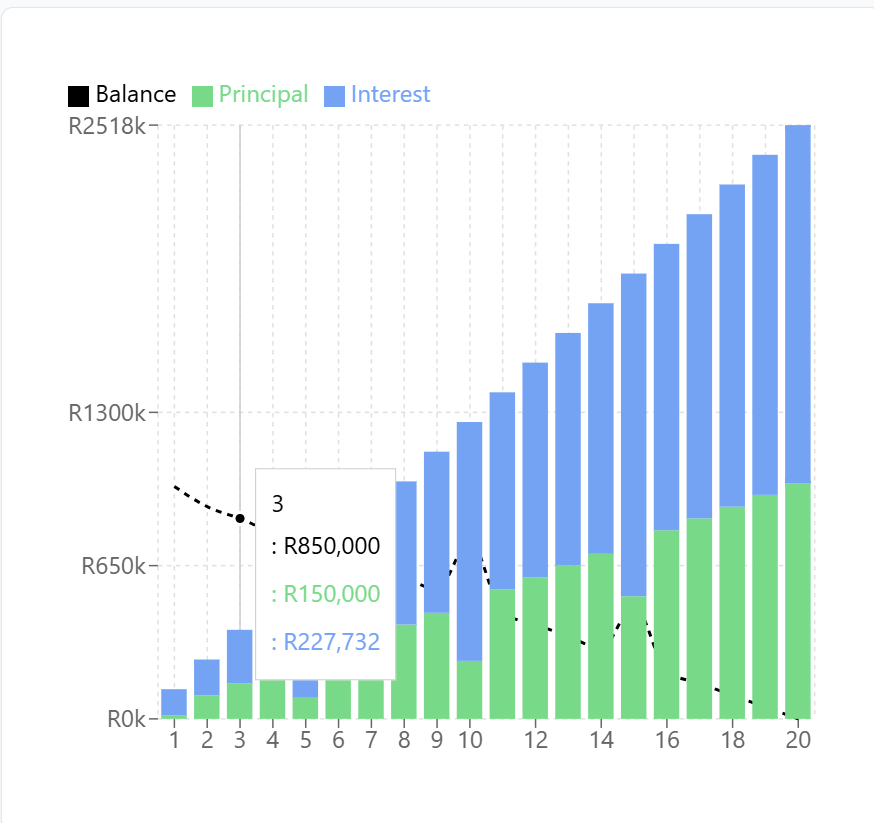 Balance Principal Interest
R2518k
R1300k
R650k
R0k
3
: R850,000
: R150,000
: R227,732
1 2 3 4 5 6 7 8 9 10 12 14 16 18 20